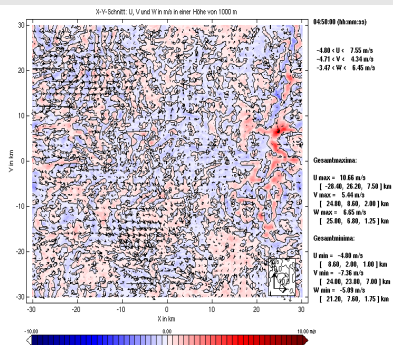 X-Y-Schnitt: U, V und W in m/s in einer Höhe von 1000 m
04:50:00 (hh:mm:ss)
-4.80 < U < 7.55 m/s
-4.71 < V < 4.34 m/s
-3.47 < W < 6.45 m/s
Gesamtmaxima:
U max = 10.66 m/s
[ -28.40, 26.20, 7.50 ] km
V max = 5.44 m/s
[ 24.80, 8.60, 2.00 ] km
W max = 6.65 m/s
[ 25.80, 6.80, 1.25 ] km
Gesamtminima:
U min = -4.80 m/s
[ 8.60, 2.00, 1.00 ] km
V min = -7.36 m/s
[ 24.00, 23.80, 7.00 ] km
W min = -5.09 m/s
[ 21.20, 7.60, 1.75 ] km
Y in km
30
20
10
0
-10
-20
-30
-30 -20 -10 0 10 20 30
X in km
-10.00 0.00 10.00 m/s